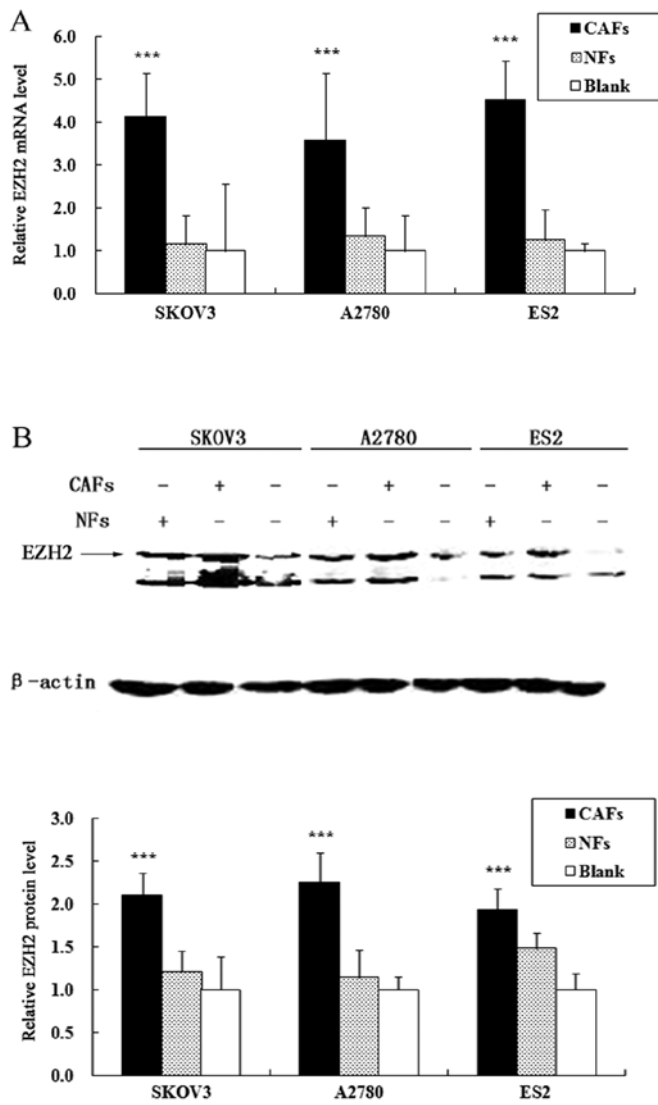 A
Relative EZH2 mRNA level
6.0
5.0
4.0
3.0
2.0
1.0
0.0
*** *** ***
CAFs
NFs
Blank
SKOV3 A2780 ES2
B
SKOV3 A2780 ES2
CAFs - + - - + - - + -
NFs + - - + - - + - -
EZH2
β-actin
Relative EZH2 protein level
3.0
2.5
2.0
1.5
1.0
0.5
0.0
*** *** ***
CAFs
NFs
Blank
SKOV3 A2780 ES2